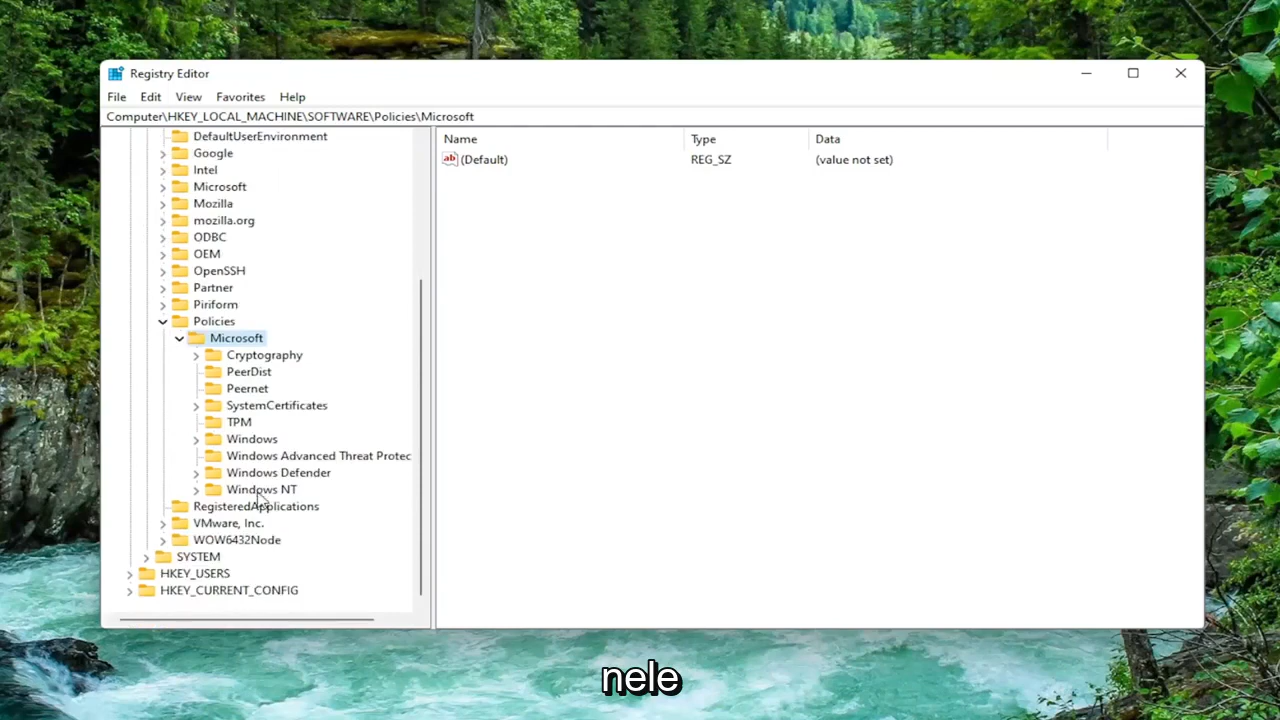 Registry Editor
File Edit View Favorites Help
Computer\HKEY_LOCAL_MACHINE\SOFTWARE\Policies\Microsoft
Name Type Data
DefaultUserEnvironment
(Default) REG_SZ (value not set)
Google
Intel
Microsoft
Mozilla
mozilla.org
ODBC
OEM
OpenSSH
Partner
Piriform
Policies
Microsoft
Cryptography
PeerDist
Peernet
SystemCertificates
TPM
Windows
Windows Advanced Threat Protec
Windows Defender
Windows NT
RegisteredApplications
VMware, Inc.
WOW6432Node
SYSTEM
HKEY_USERS
HKEY_CURRENT_CONFIG
nele